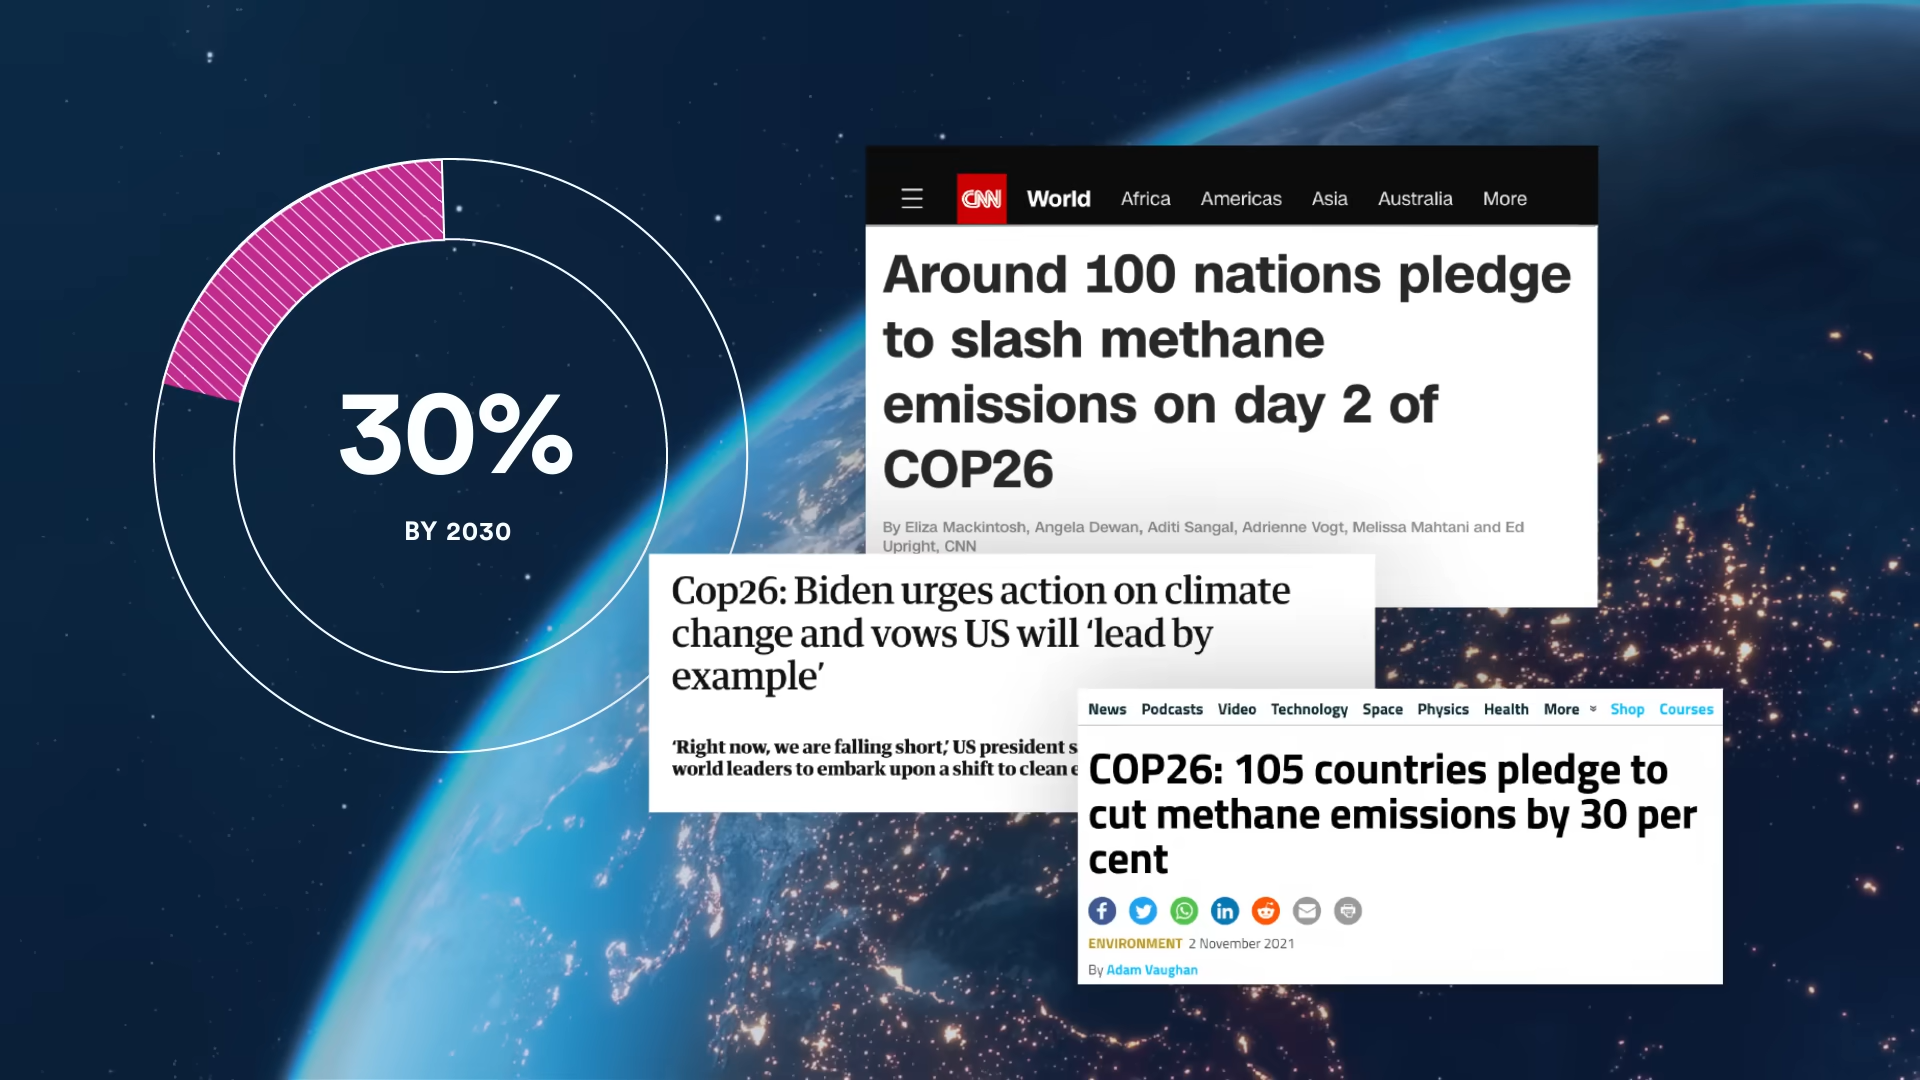 30%
BY 2030
CNN World Africa Americas Asia Australia More
Around 100 nations pledge
to slash methane
emissions on day 2 of
COP26
By Eliza Mackintosh, Angela Dewan, Aditi Sangal, Adrienne Vogt, Melissa Mahtani and Ed
Upright, CNN
Cop26: Biden urges action on climate
change and vows US will ‘lead by
example’
‘Right now, we are falling short,’ US president s
world leaders to embark upon a shift to clean e
News Podcasts Video Technology Space Physics Health More Shop Courses
COP26: 105 countries pledge to
cut methane emissions by 30 per
cent
ENVIRONMENT 2 November 2021
By Adam Vaughan